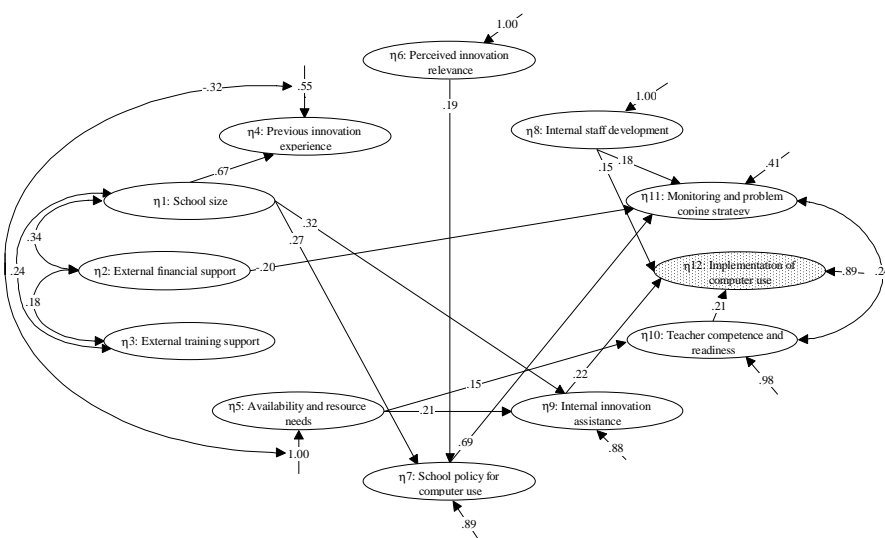 1.00
η6: Perceived innovation
relevance
-.32
.55
.19
1.00
η4: Previous innovation
experience
η8: Internal staff development
.67
.18
.15
.41
η1: School size
η11: Monitoring and problem
coping strategy
.32
.34
.27
η2: External financial support
-.20
.24
η12: Implementation of
computer use
.89
.18
.21
η3: External training support
η10: Teacher competence and
readiness
.15
.22
.98
η5: Availability and resource
needs
.21
η9: Internal innovation
assistance
.69
1.00
.88
η7: School policy for
computer use
.89